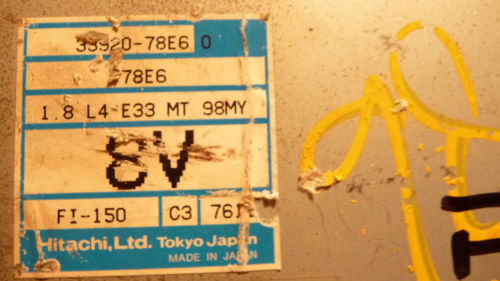 33920-78E6 0
78E6
1.8 L4 E33 MT 98MY
8V
FI-150 C3 761
Hitachi, Ltd. Tokyo Japan
MADE IN JAPAN